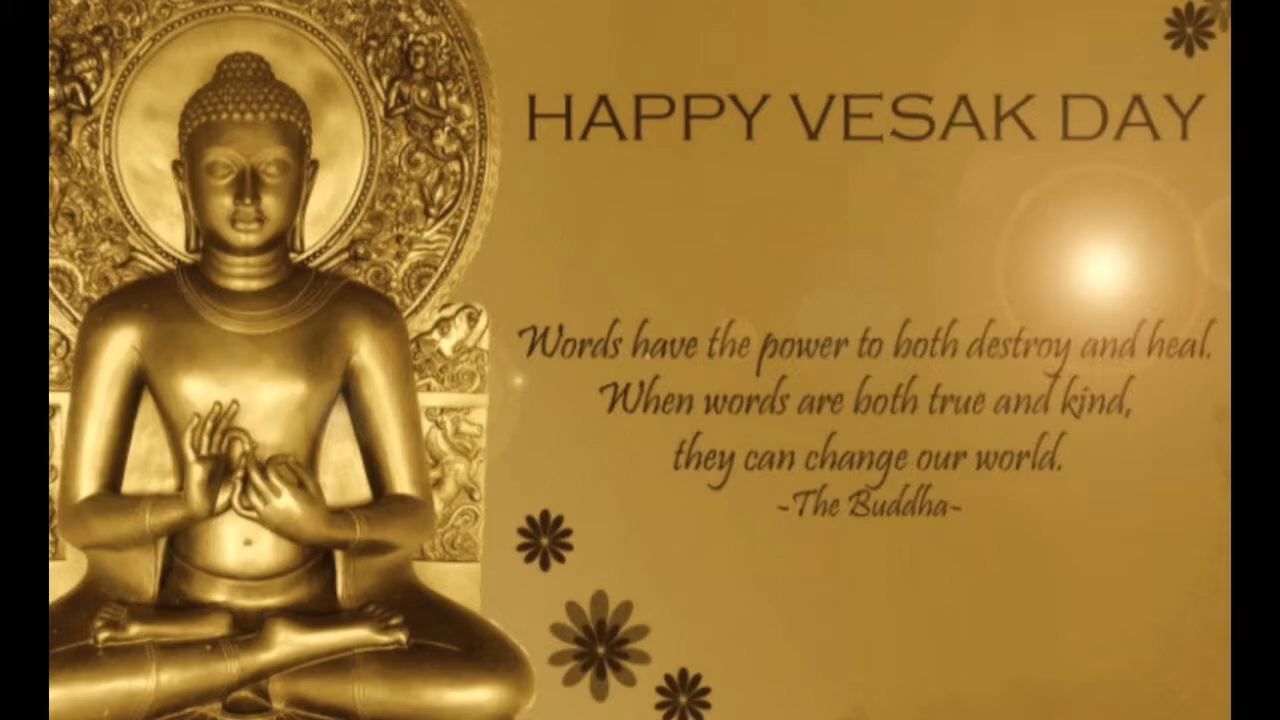 HAPPY VESAK DAY
Words have the power to both destroy and heal.
When words are both true and kind,
they can change our world.
~The Buddha~